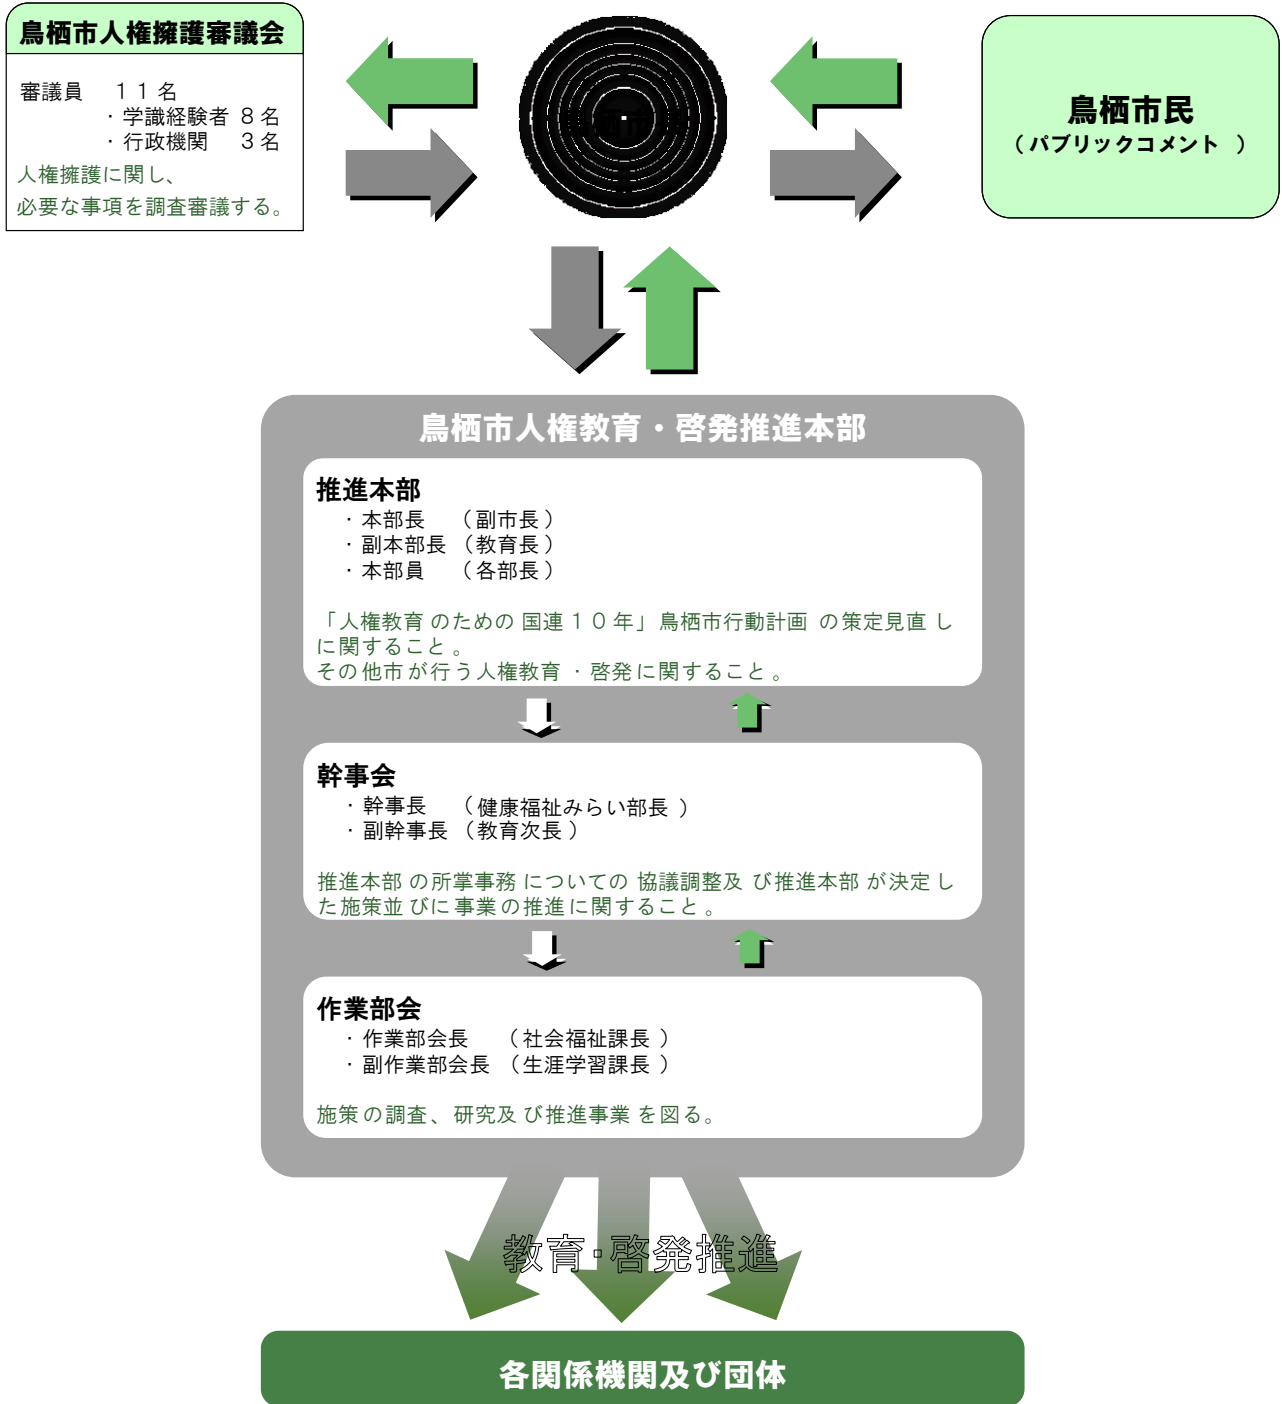 鳥栖市人権擁護審議会
審議員　１１名
・学識経験者 ８名
・行政機関　３名
人権擁護に関し、
必要な事項を調査審議する。
鳥栖市民
（パブリックコメント）
鳥栖市人権教育・啓発推進本部
推進本部
・本部長　（副市長）
・副本部長（教育長）
・本部員　（各部長）
「人権教育のための国連１０年」鳥栖市行動計画の策定見直し
に関すること。
その他市が行う人権教育・啓発に関すること。
幹事会
・幹事長　（健康福祉みらい部長）
・副幹事長（教育次長）
推進本部の所掌事務についての協議調整及び推進本部が決定し
た施策並びに事業の推進に関すること。
作業部会
・作業部会長　（社会福祉課長）
・副作業部会長（生涯学習課長）
施策の調査、研究及び推進事業を図る。
教育・啓発推進
各関係機関及び団体